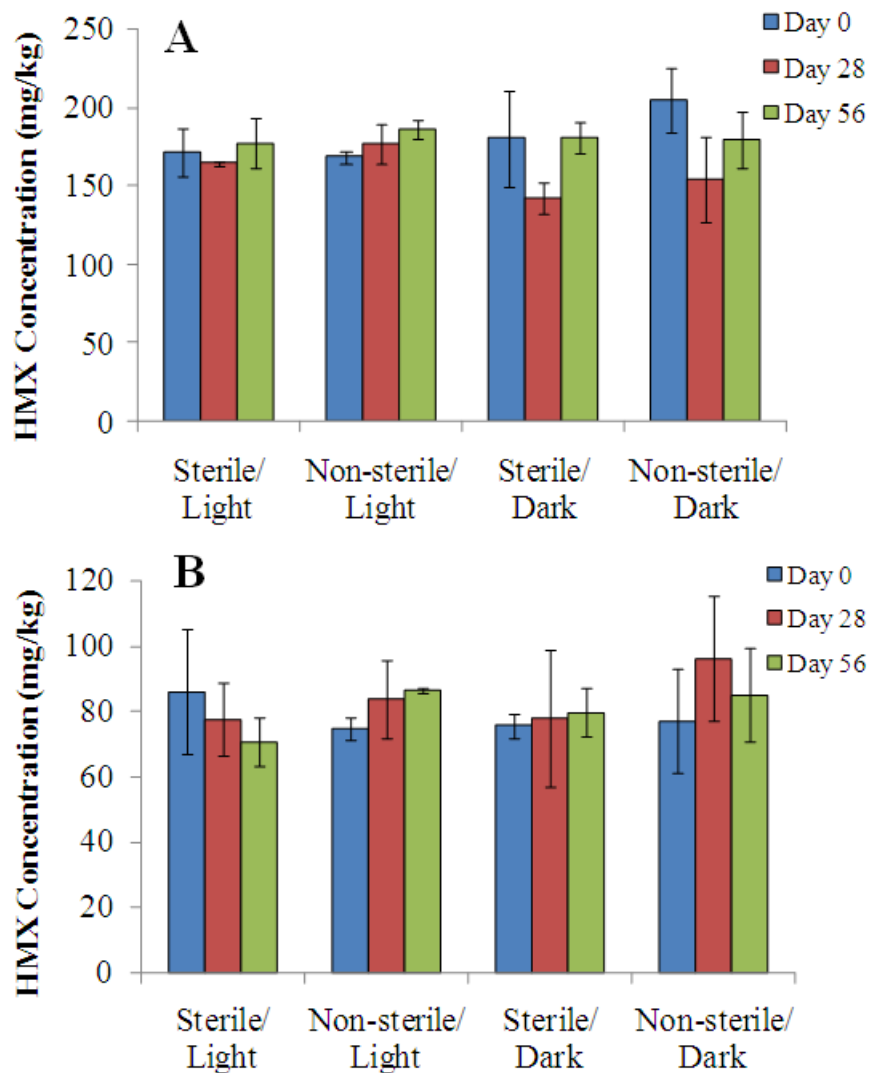 A
HMX Concentration (mg/kg)
250
200
150
100
50
0
Day 0
Day 28
Day 56
Sterile/
Light
Non-sterile/
Light
Sterile/
Dark
Non-sterile/
Dark
B
HMX Concentration (mg/kg)
120
100
80
60
40
20
0
Day 0
Day 28
Day 56
Sterile/
Light
Non-sterile/
Light
Sterile/
Dark
Non-sterile/
Dark